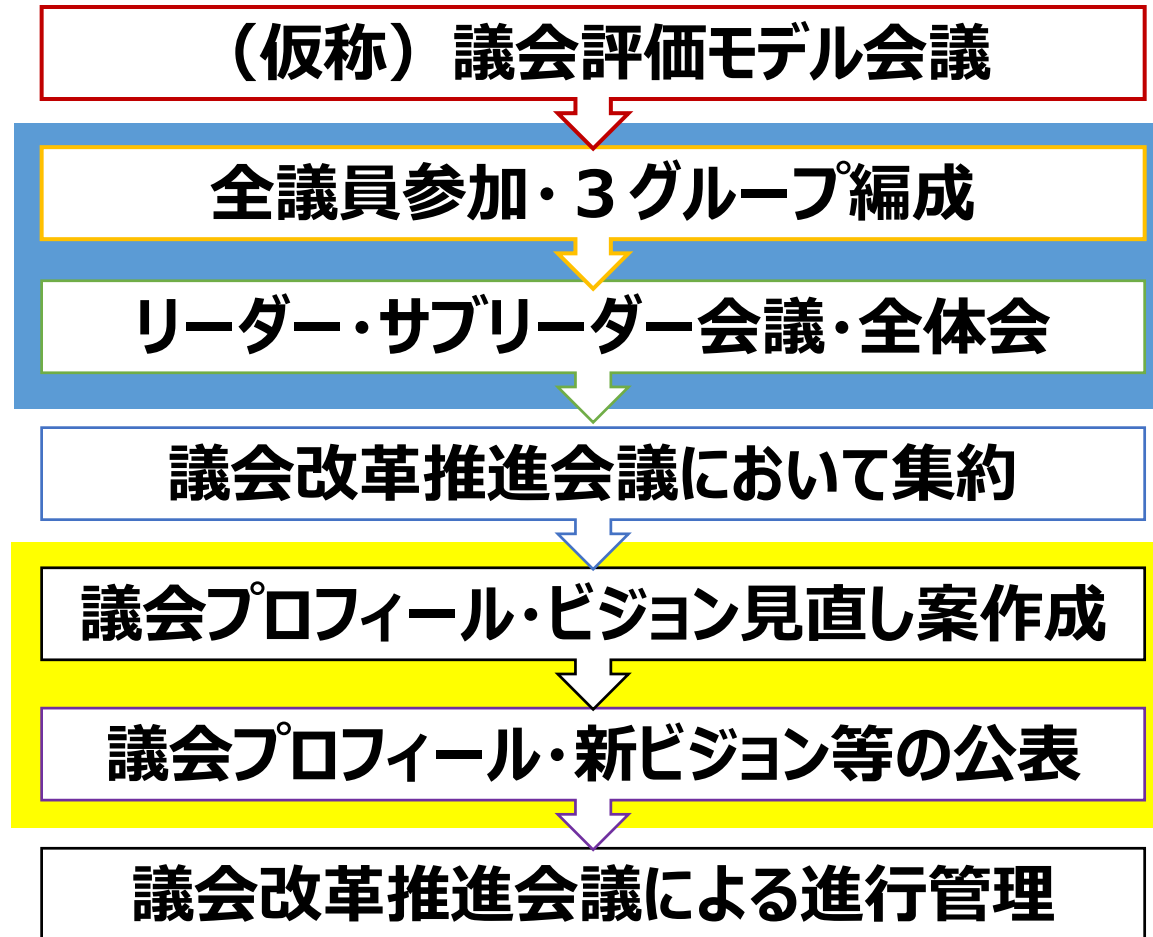 （仮称）議会評価モデル会議
全議員参加・３グループ編成
リーダー・サブリーダー会議・全体会
議会改革推進会議において集約
議会プロフィール・ビジョン見直し案作成
議会プロフィール・新ビジョン等の公表
議会改革推進会議による進行管理